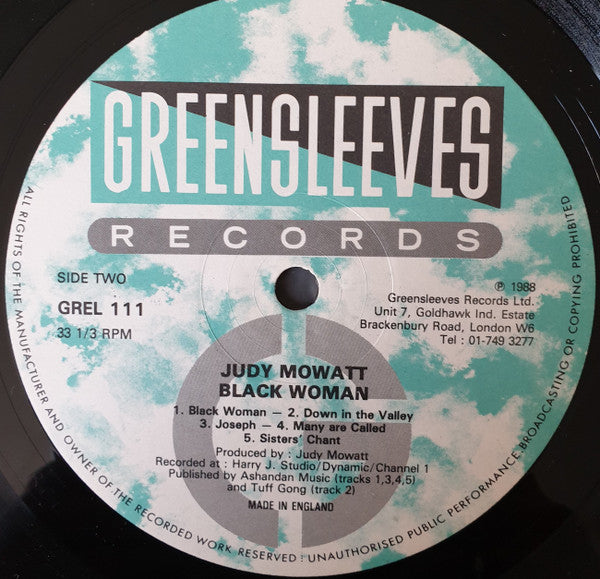 GREENSLEEVES
RECORDS
SIDE TWO
GREL 111
33 1/3 RPM
℗ 1988
Greensleeves Records Ltd.
Unit 7, Goldhawk Ind. Estate
Brackenbury Road, London W6
Tel : 01-749 3277
JUDY MOWATT
BLACK WOMAN
1. Black Woman — 2. Down in the Valley
3. Joseph — 4. Many are Called
5. Sisters' Chant
Produced by : Judy Mowatt
Recorded at : Harry J. Studio/Dynamic/Channel 1
Published by Ashandan Music (tracks 1,3,4,5)
and Tuff Gong (track 2)
MADE IN ENGLAND
ALL RIGHTS OF THE MANUFACTURER AND OWNER OF THE RECORDED WORK RESERVED : UNAUTHORISED PUBLIC PERFORMANCE BROADCASTING OR COPYING PROHIBITED